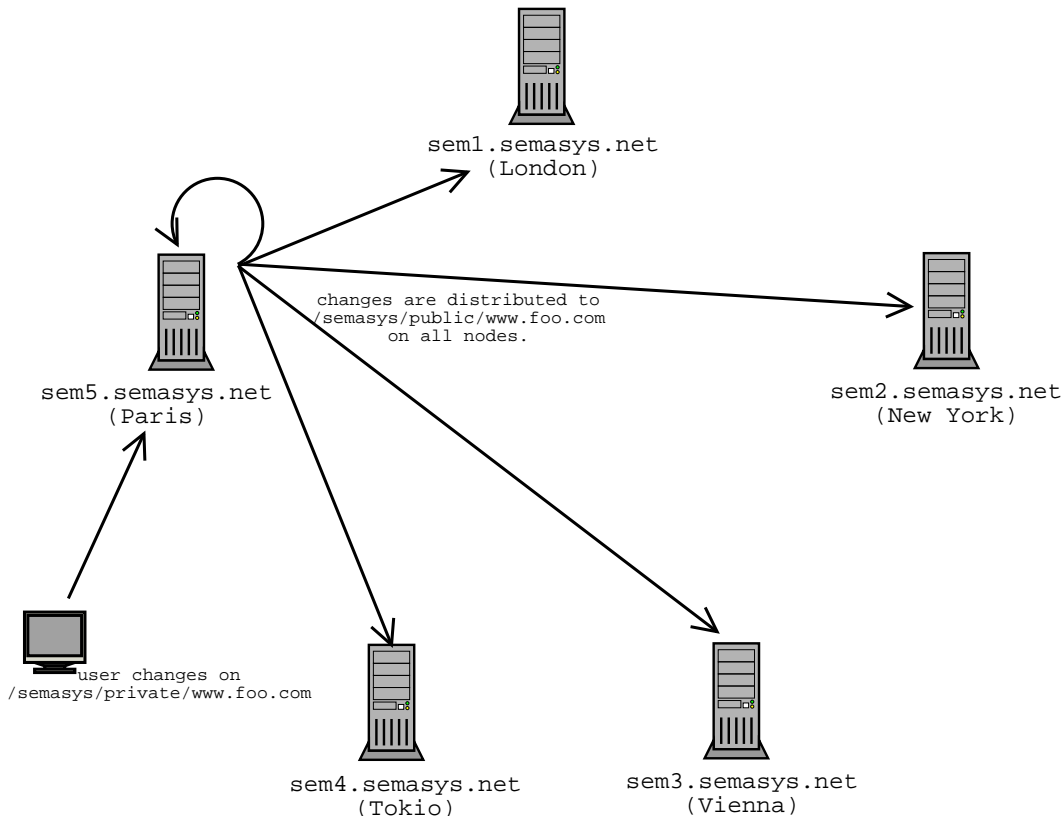 sem1.semasys.net
(London)
changes are distributed to
/semasys/public/www.foo.com
on all nodes.
sem5.semasys.net
(Paris)
sem2.semasys.net
(New York)
user changes on
/semasys/private/www.foo.com
sem4.semasys.net
(Tokio)
sem3.semasys.net
(Vienna)